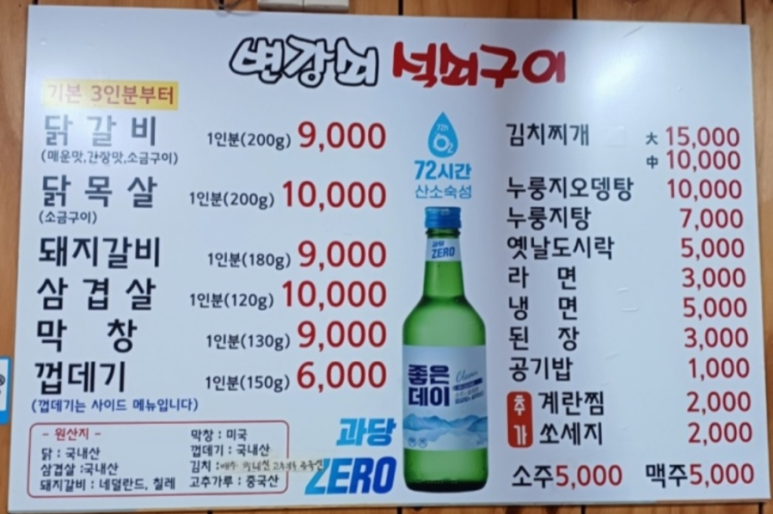 변강쇠 석쇠구이
기본 3인분부터
닭갈비 1인분(200g) 9,000
(매운맛,간장맛,소금구이)
닭목살 1인분(200g) 10,000
(소금구이)
돼지갈비 1인분(180g) 9,000
삼겹살 1인분(120g) 10,000
막창 1인분(130g) 9,000
껍데기 1인분(150g) 6,000
(껍데기는 사이드 메뉴입니다)
- 원산지 -
닭 : 국내산
삼겹살 :국내산
돼지갈비 : 네덜란드, 칠레
막창 : 미국
껍데기 : 국내산
김치 :배추
고추가루 : 중국산
72h
O2
72시간
산소숙성
과당
ZERO
좋은
데이
과당
ZERO
김치찌개 大 15,000
中 10,000
누룽지오뎅탕 10,000
누룽지탕 7,000
옛날도시락 5,000
라면 3,000
냉면 5,000
된장 3,000
공기밥 1,000
추가 계란찜 2,000
쏘세지 2,000
소주5,000 맥주5,000